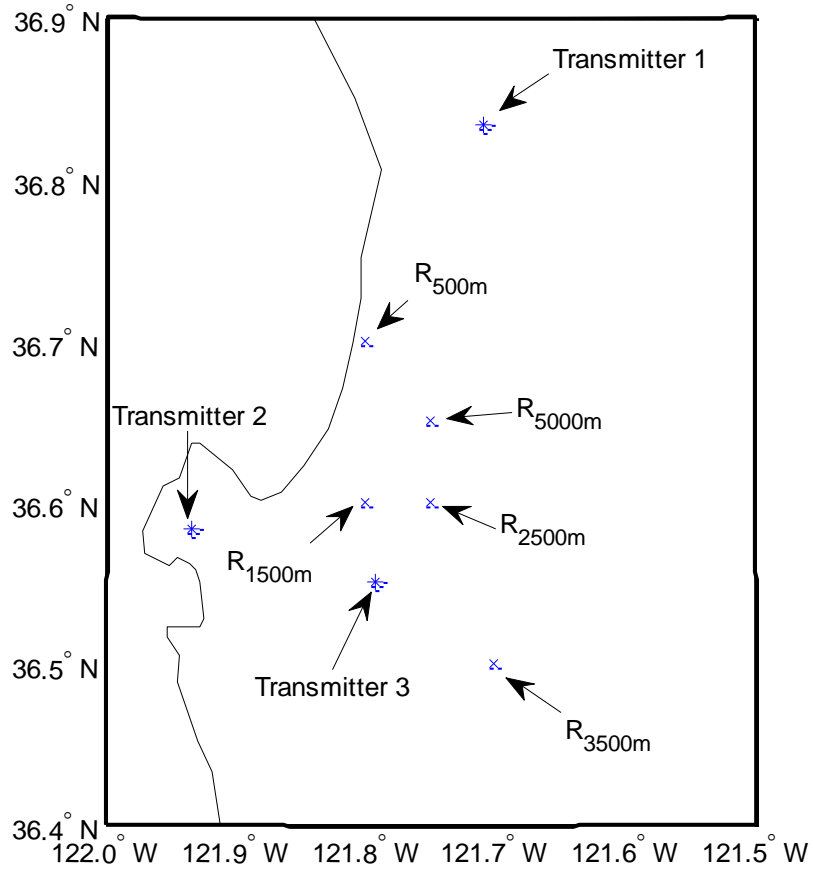 36.9° N
Transmitter 1
36.8° N
R500m
36.7° N
R5000m
Transmitter 2
36.6° N
R2500m
R1500m
36.5° N
Transmitter 3
R3500m
36.4° N
122.0° W 121.9° W 121.8° W 121.7° W 121.6° W 121.5° W